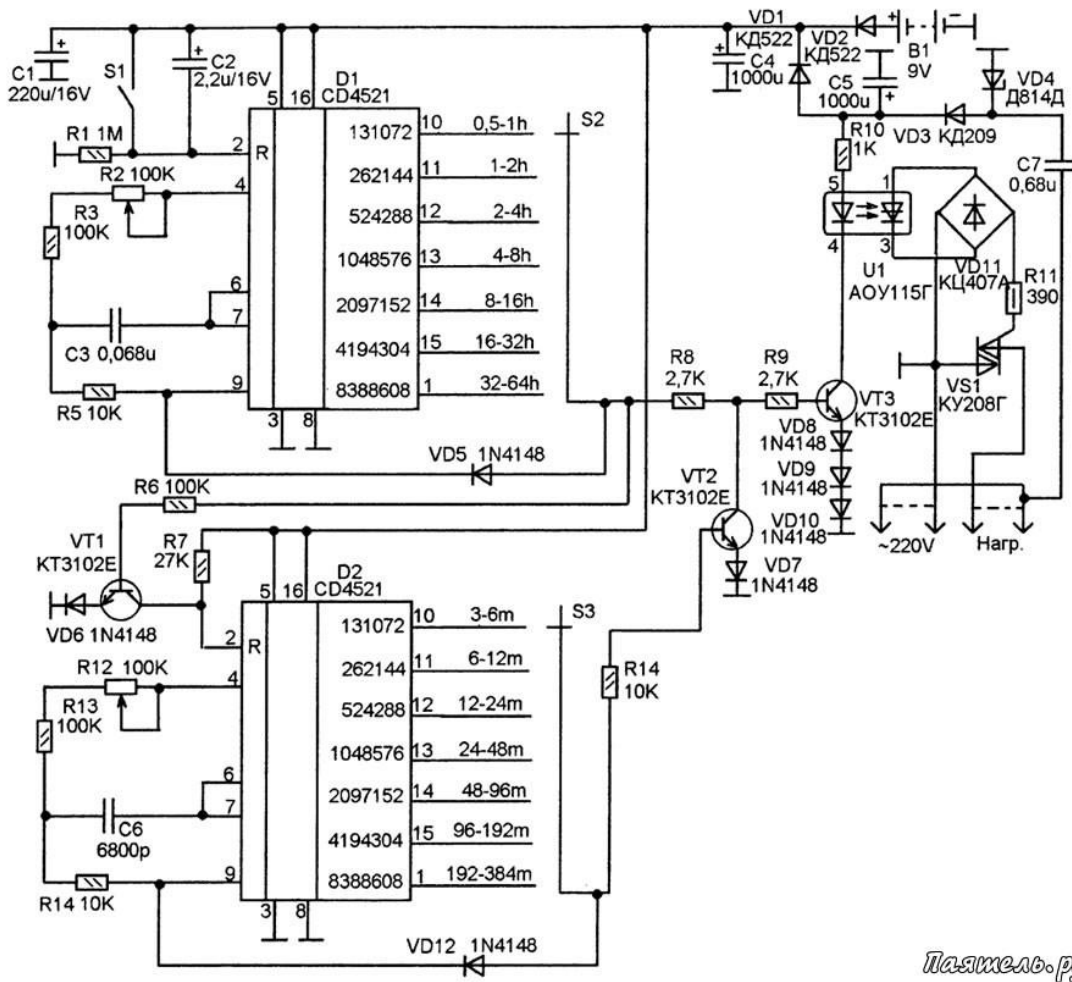 C1
220u/16V
S1
C2
2,2u/16V
R1 1M
R2 100K
R3
100K
C3 0,068u
R5 10K
D1
CD4521
5
16
R
2
4
6
7
9
3
8
131072
10
0,5-1h
262144
11
1-2h
524288
12
2-4h
1048576
13
4-8h
2097152
14
8-16h
4194304
15
16-32h
8388608
1
32-64h
S2
VD1
КД522
VD2
КД522
C4
1000u
C5
1000u
B1
9V
VD4
Д814Д
VD3
КД209
R10
1K
C7
0,68u
5
4
1
3
U1
АОУ115Г
VD11
КЦ407А
R11
390
VS1
КУ208Г
R8
2,7K
R9
2,7K
VT3
КТ3102Е
VD8
1N4148
VD9
1N4148
VD10
1N4148
VT2
КТ3102Е
VD7
1N4148
~220V
Нагр.
VD5 1N4148
R6 100K
VT1
КТ3102Е
R7
27K
VD6 1N4148
R12 100K
R13
100K
C6
6800p
R14 10K
D2
CD4521
5
16
R
2
4
6
7
9
3
8
131072
10
3-6m
262144
11
6-12m
524288
12
12-24m
1048576
13
24-48m
2097152
14
48-96m
4194304
15
96-192m
8388608
1
192-384m
S3
R14
10K
VD12 1N4148
Паятель.ру